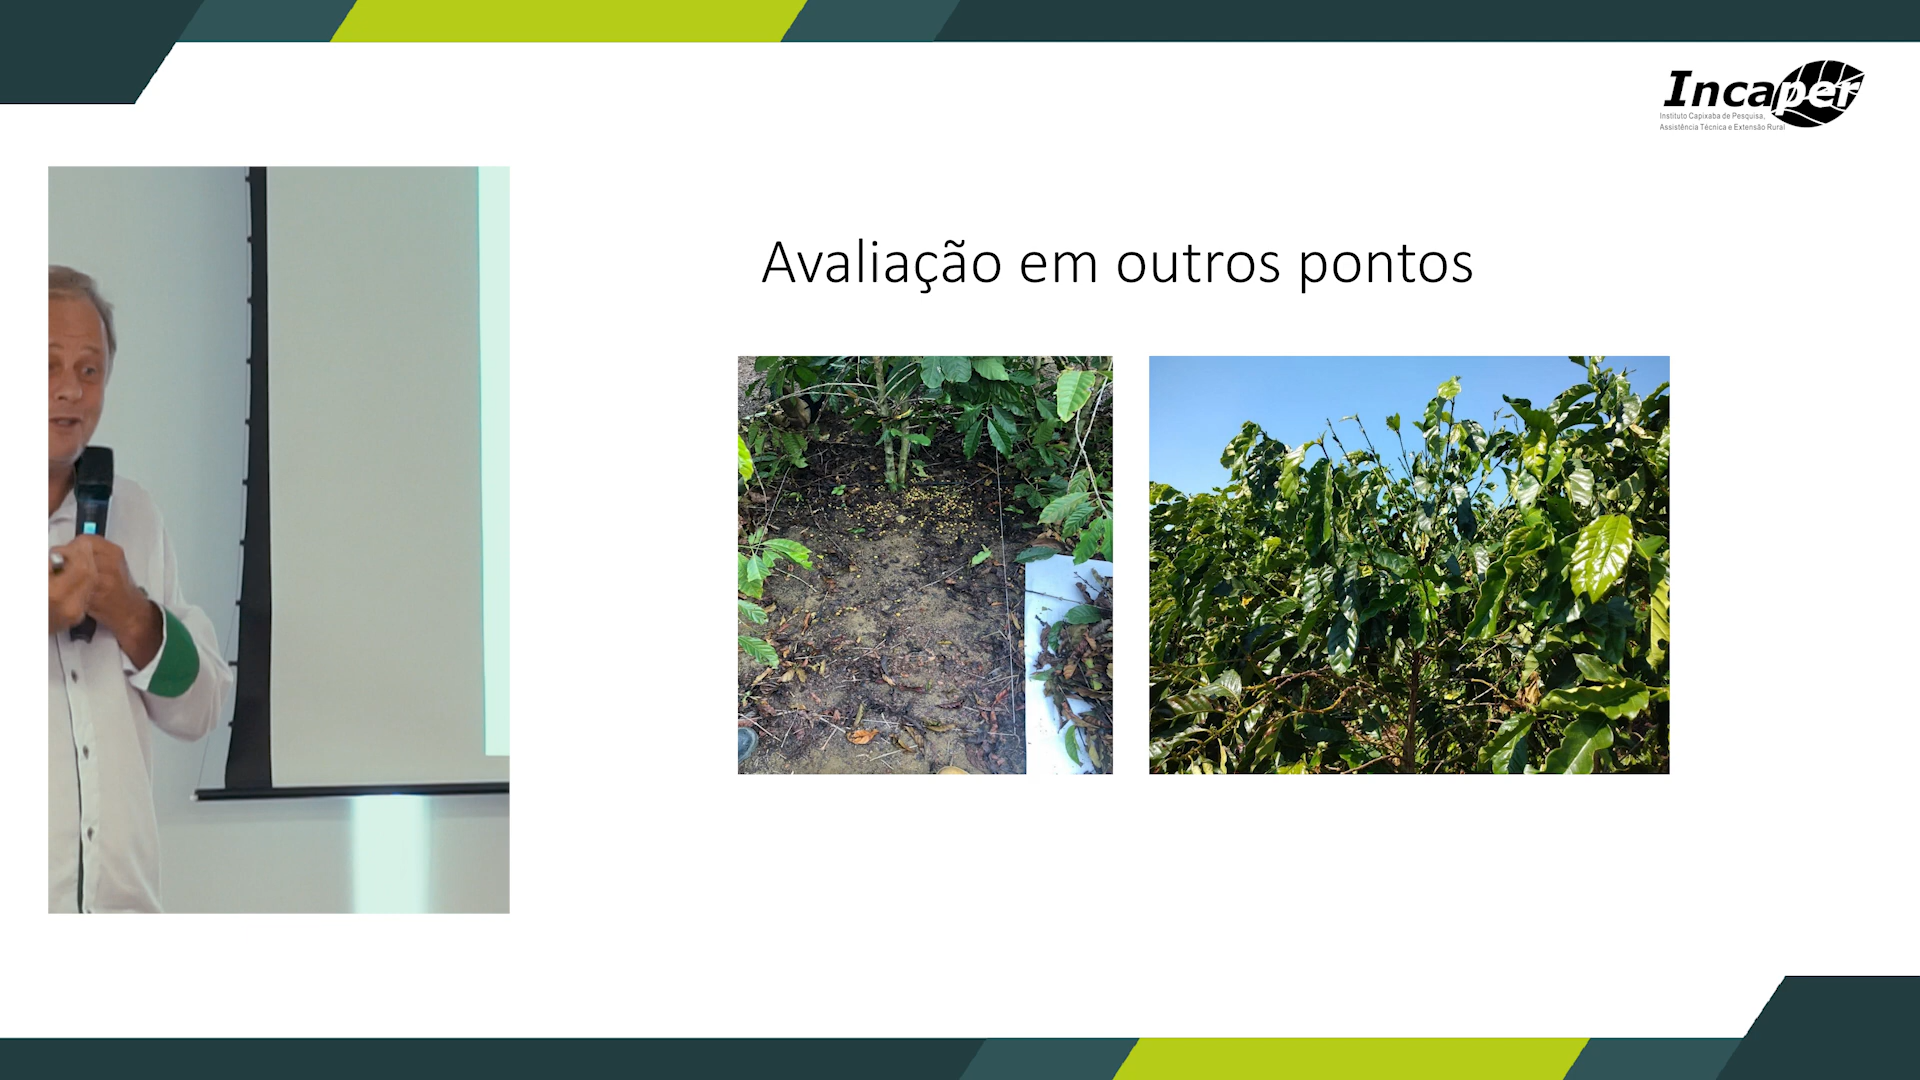 Incaper
Instituto Capixaba de Pesquisa,
Assistência Técnica e Extensão Rural
Avaliação em outros pontos